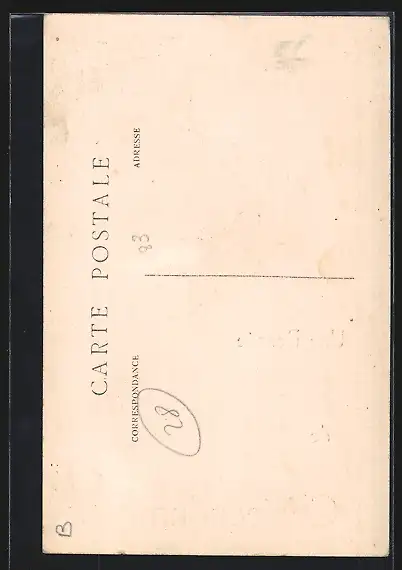 CARTE POSTALE
CORRESPONDANCE
ADRESSE
83
28
B